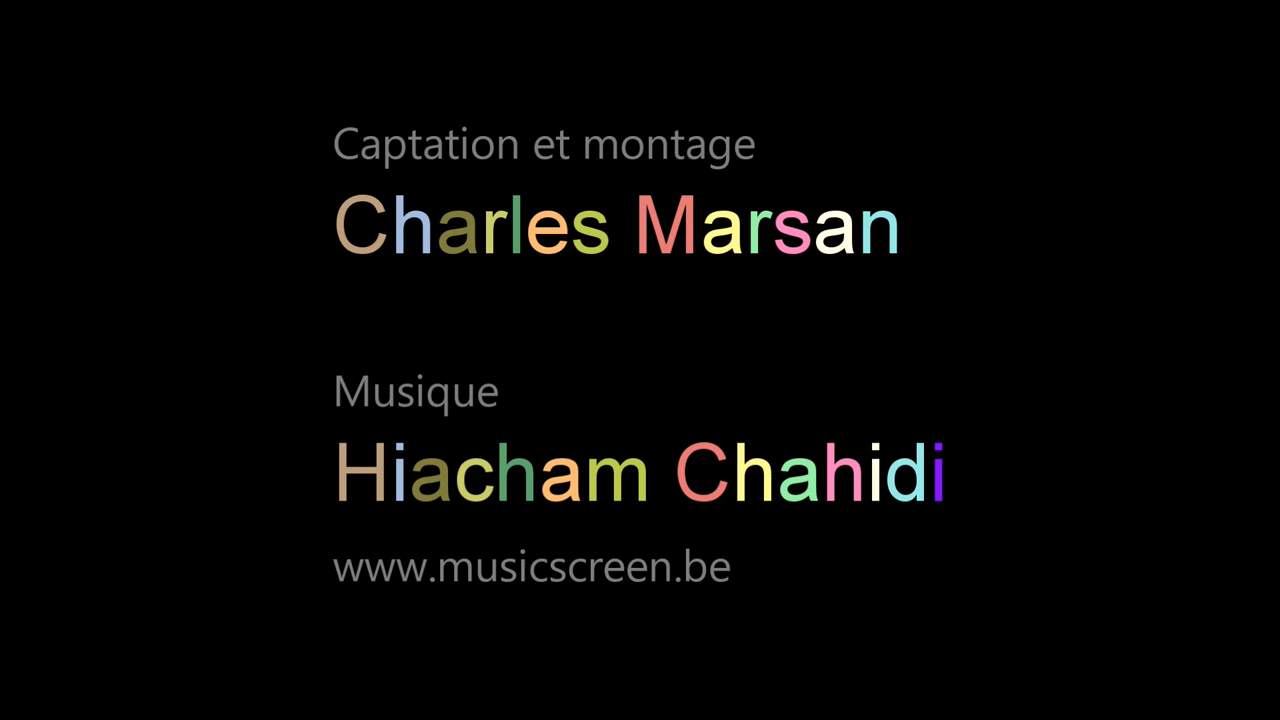 Captation et montage
Charles Marsan
Musique
Hiacham Chahidi
www.musicscreen.be